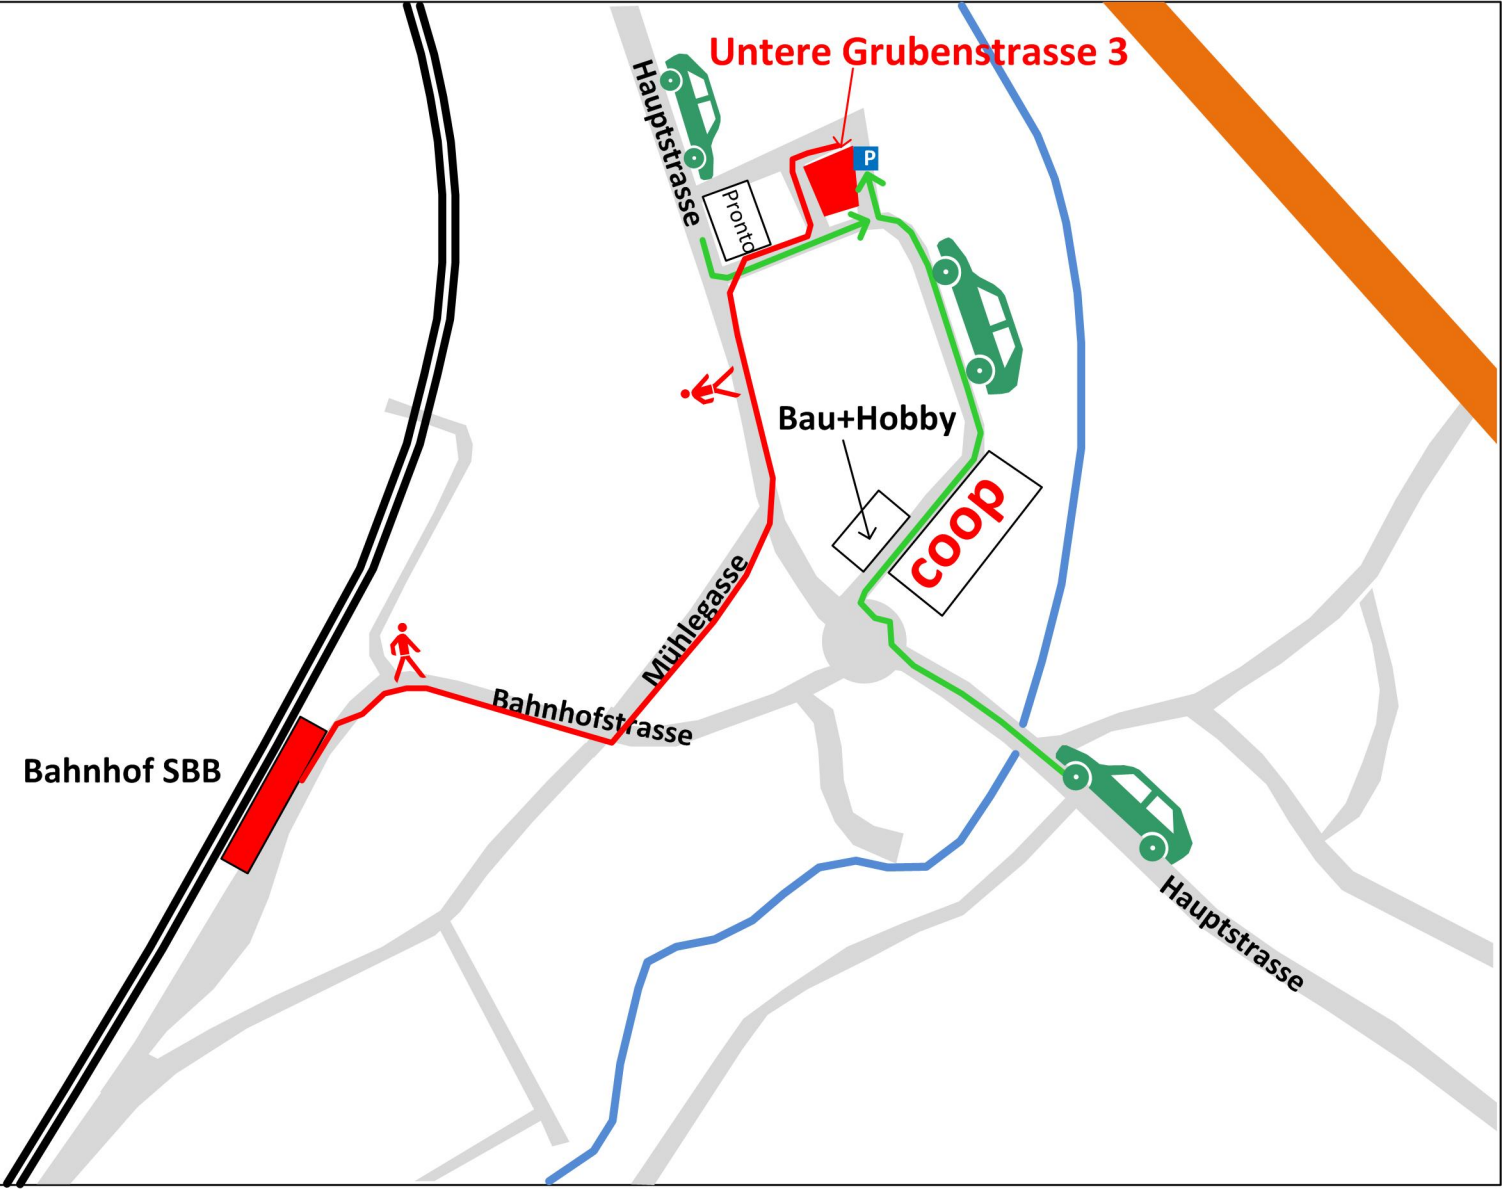 Untere Grubenstrasse 3
Hauptstrasse
P
Pronto
Bau+Hobby
coop
Mühlegasse
Bahnhofstrasse
Bahnhof SBB
Hauptstrasse